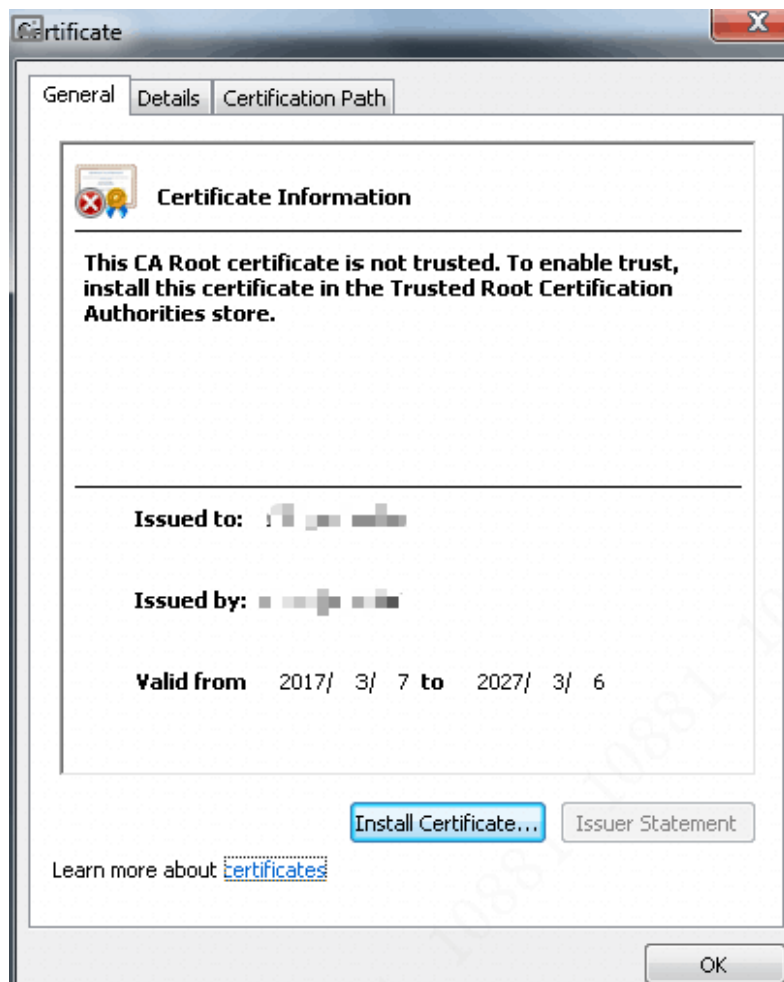 Certificate
General Details Certification Path
Certificate Information
This CA Root certificate is not trusted. To enable trust,
install this certificate in the Trusted Root Certification
Authorities store.
Issued to:
Issued by:
Valid from 2017/ 3/ 7 to 2027/ 3/ 6
Install Certificate... Issuer Statement
Learn more about certificates
OK
10881
10881